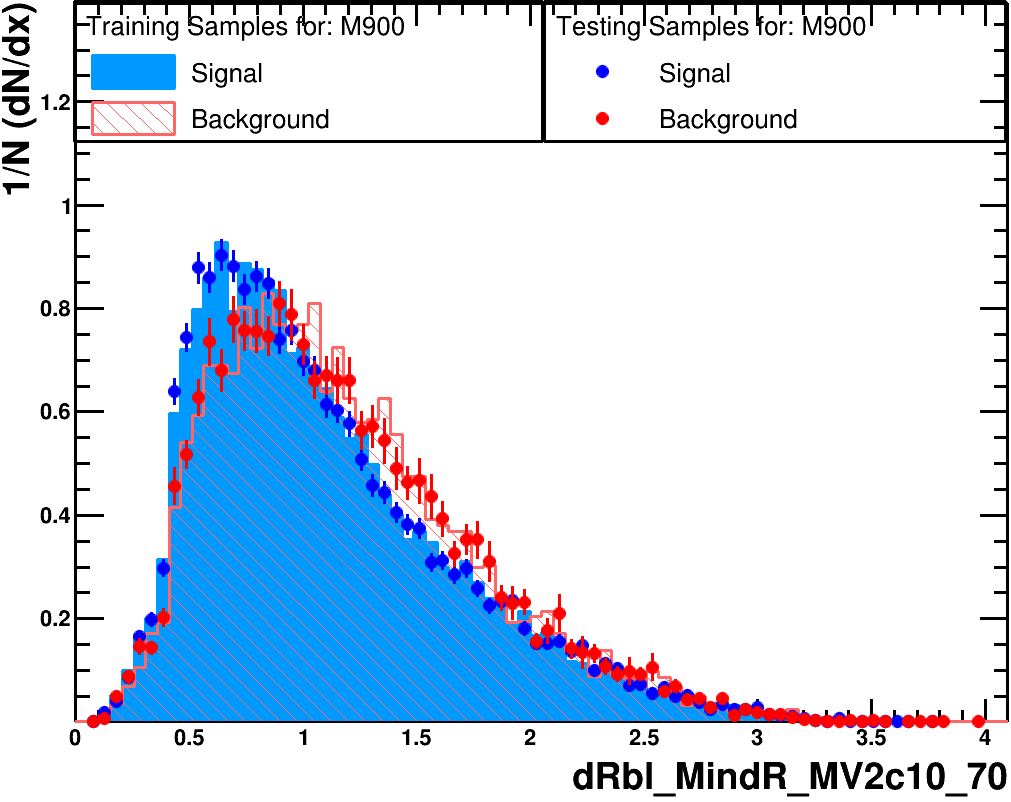 1/N (dN/dx)
Training Samples for: M900
Signal
Background
Testing Samples for: M900
Signal
Background
1.2
1
0.8
0.6
0.4
0.2
0 0.5 1 1.5 2 2.5 3 3.5 4
dRbl_MindR_MV2c10_70